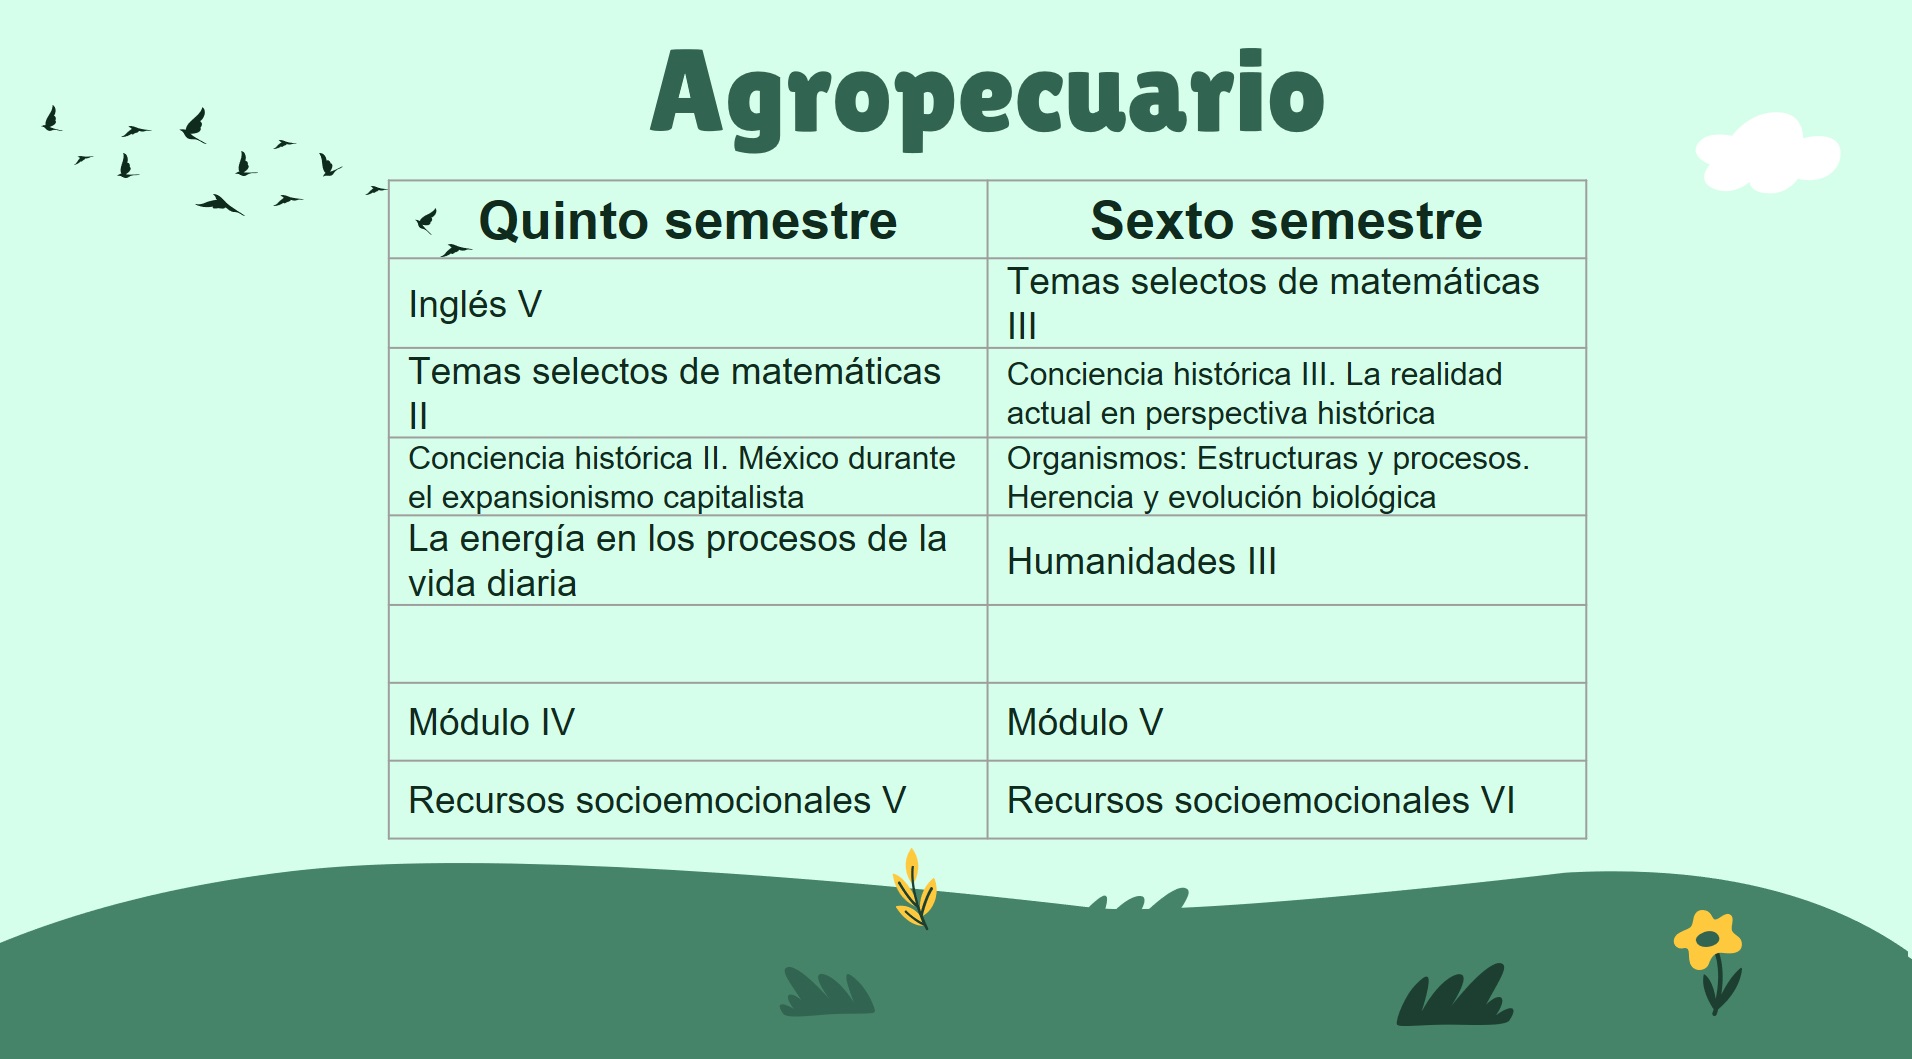 Agropecuario
Quinto semestre
Sexto semestre
Inglés V
Temas selectos de matemáticas
III
Temas selectos de matemáticas
II
Conciencia histórica III. La realidad
actual en perspectiva histórica
Conciencia histórica II. México durante
el expansionismo capitalista
Organismos: Estructuras y procesos.
Herencia y evolución biológica
La energía en los procesos de la
vida diaria
Humanidades III
Módulo IV
Módulo V
Recursos socioemocionales V
Recursos socioemocionales VI